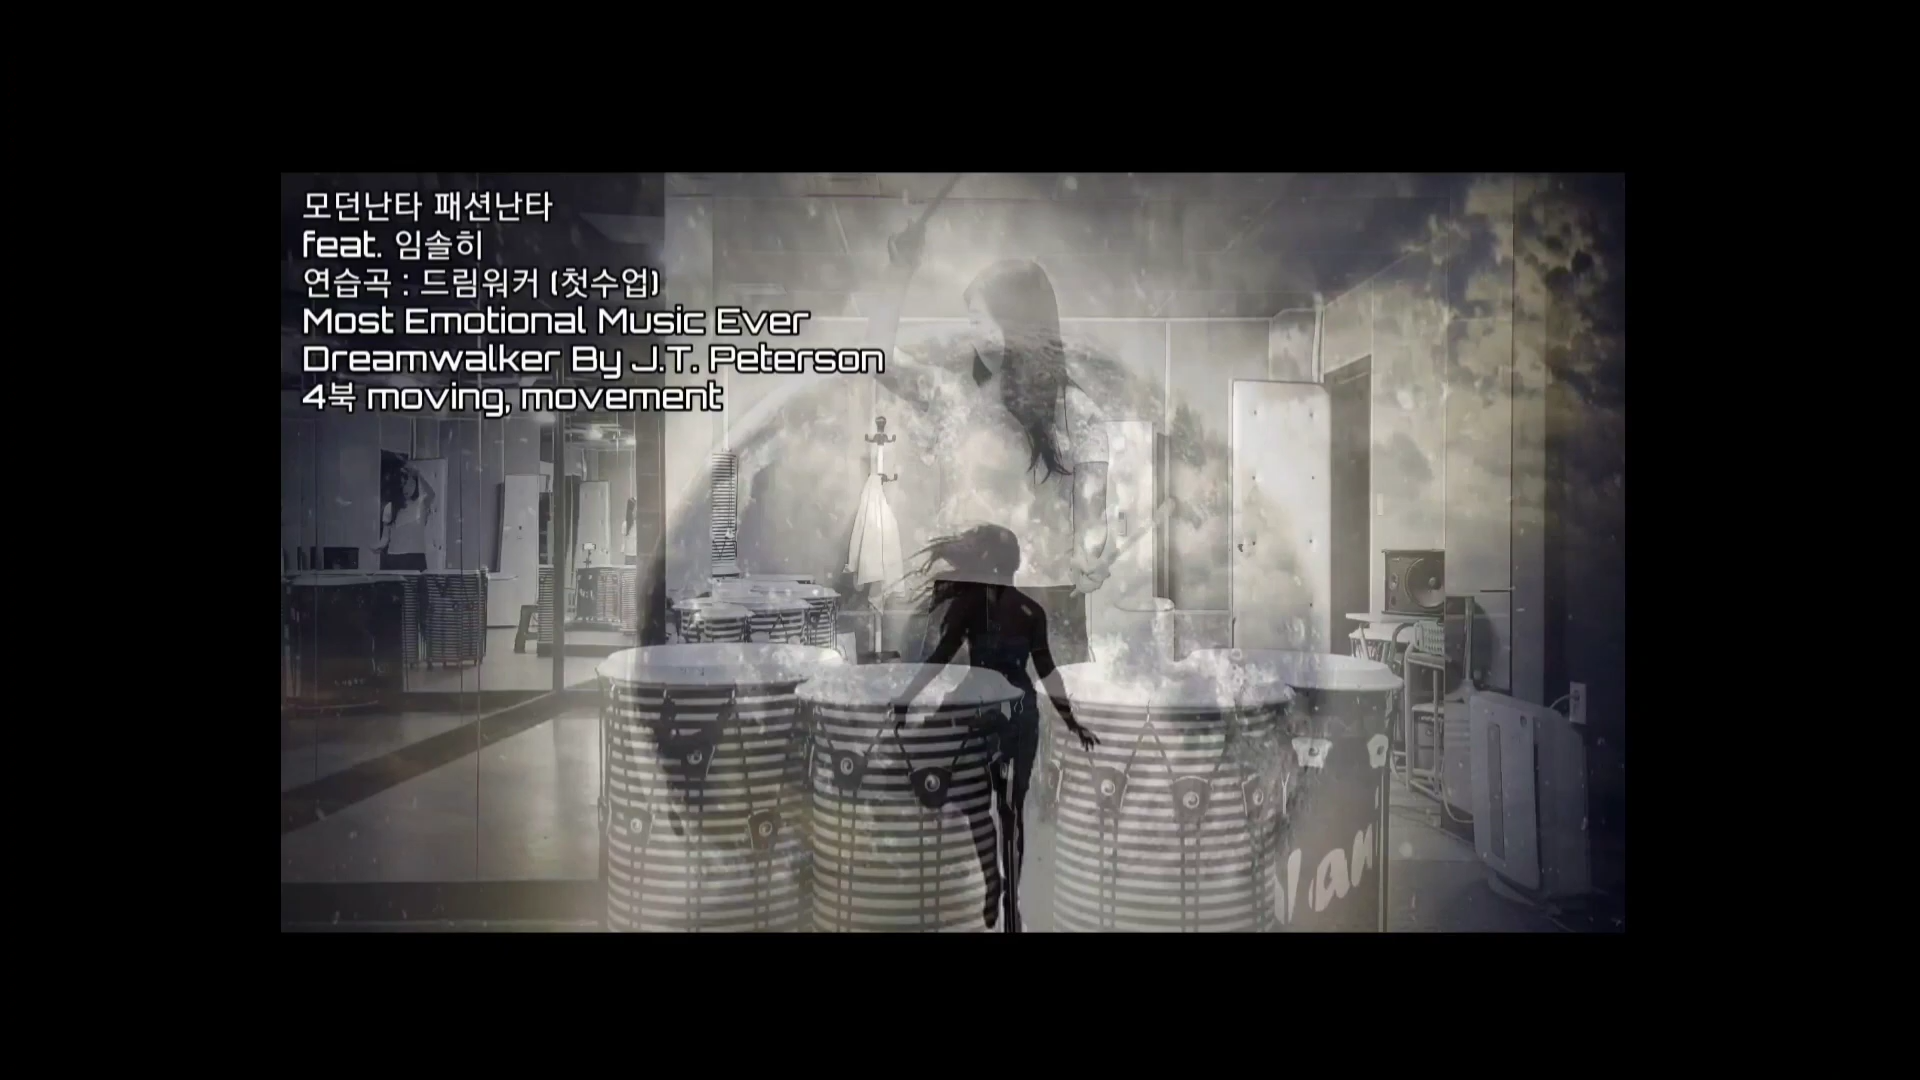 모던난타 패션난타
feat. 임솔히
연습곡 : 드림워커 (첫수업)
Most Emotional Music Ever
Dreamwalker By J.T. Peterson
4북 moving, movement